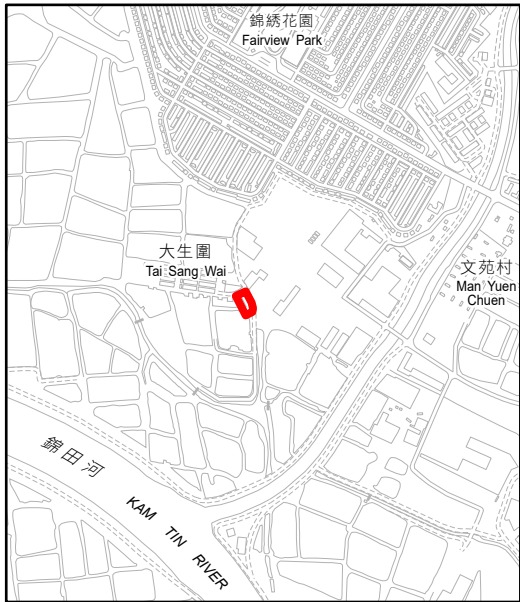 錦綉花園
Fairview Park
大生圍
Tai Sang Wai
文苑村
Man Yuen
Chuen
錦田河
KAM TIN RIVER